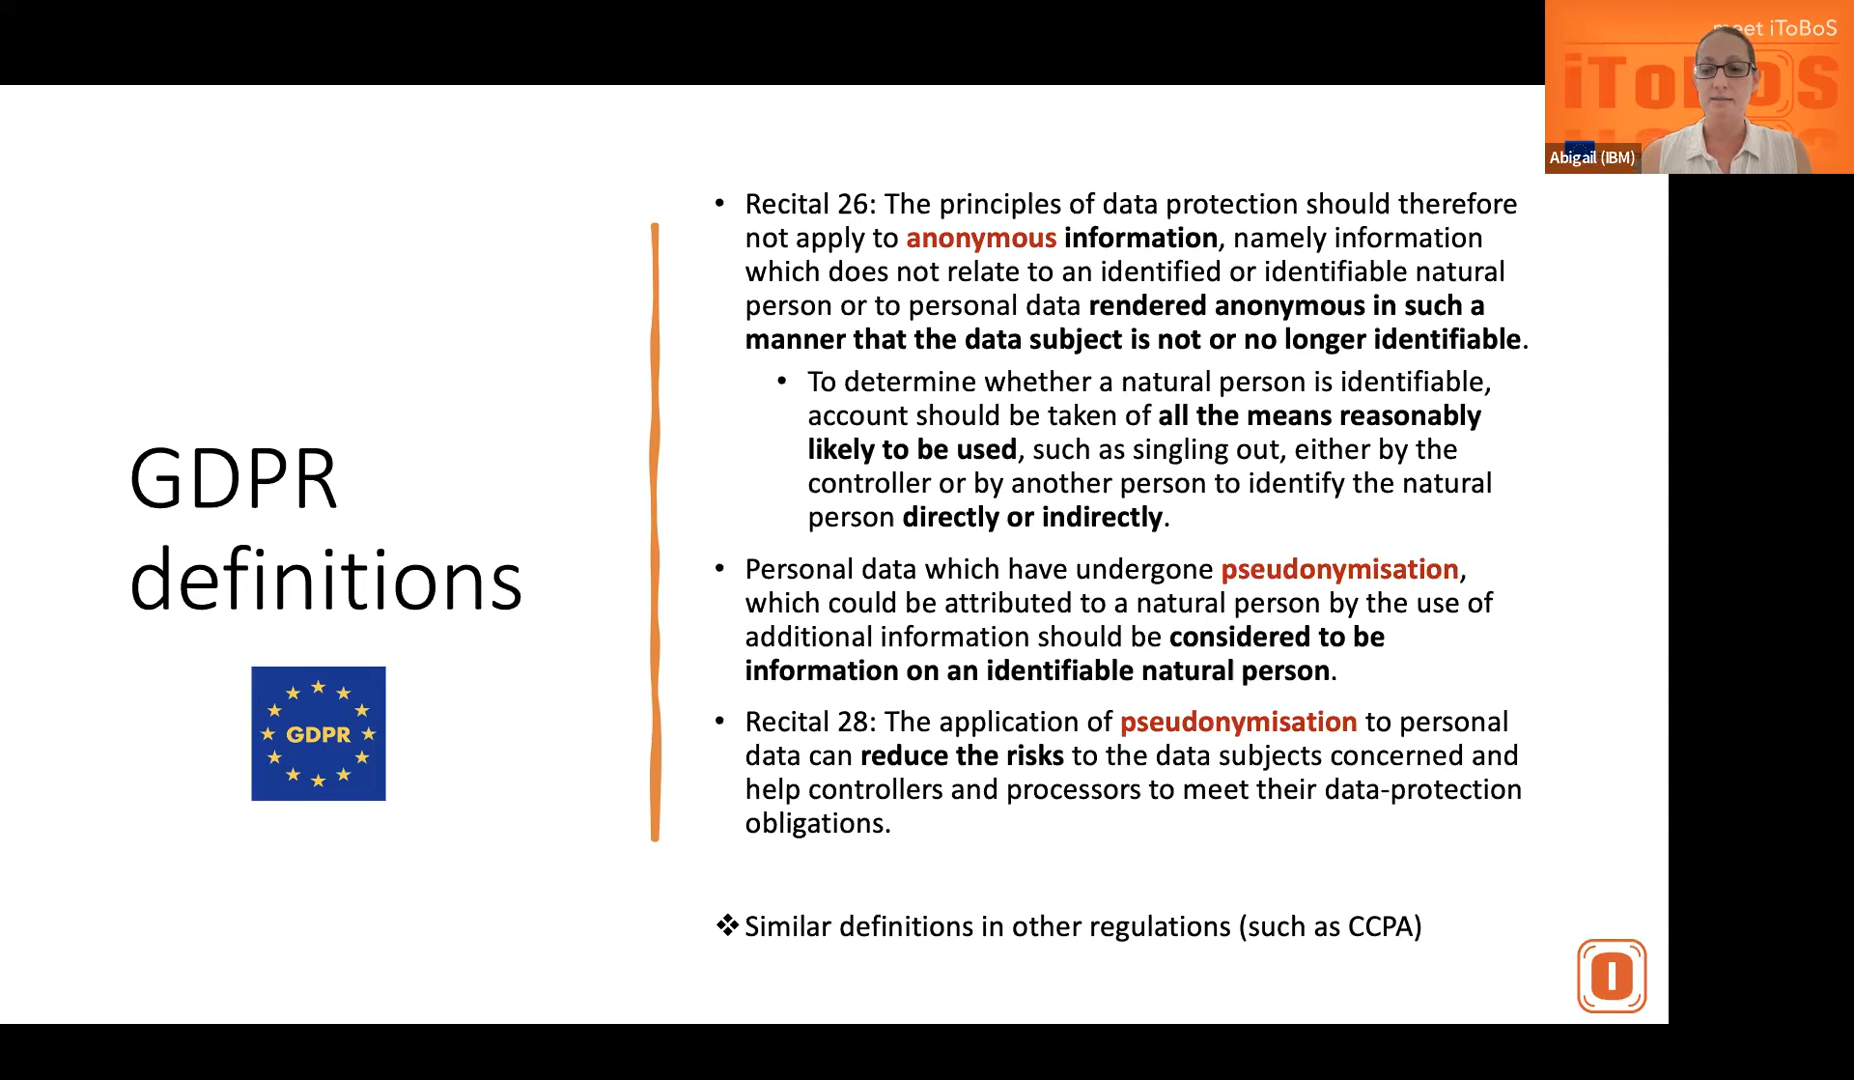 meet iToBoS
Abigail (IBM)
GDPR
definitions
GDPR
• Recital 26: The principles of data protection should therefore
not apply to anonymous information, namely information
which does not relate to an identified or identifiable natural
person or to personal data rendered anonymous in such a
manner that the data subject is not or no longer identifiable.
• To determine whether a natural person is identifiable,
account should be taken of all the means reasonably
likely to be used, such as singling out, either by the
controller or by another person to identify the natural
person directly or indirectly.
• Personal data which have undergone pseudonymisation,
which could be attributed to a natural person by the use of
additional information should be considered to be
information on an identifiable natural person.
• Recital 28: The application of pseudonymisation to personal
data can reduce the risks to the data subjects concerned and
help controllers and processors to meet their data-protection
obligations.
❖ Similar definitions in other regulations (such as CCPA)